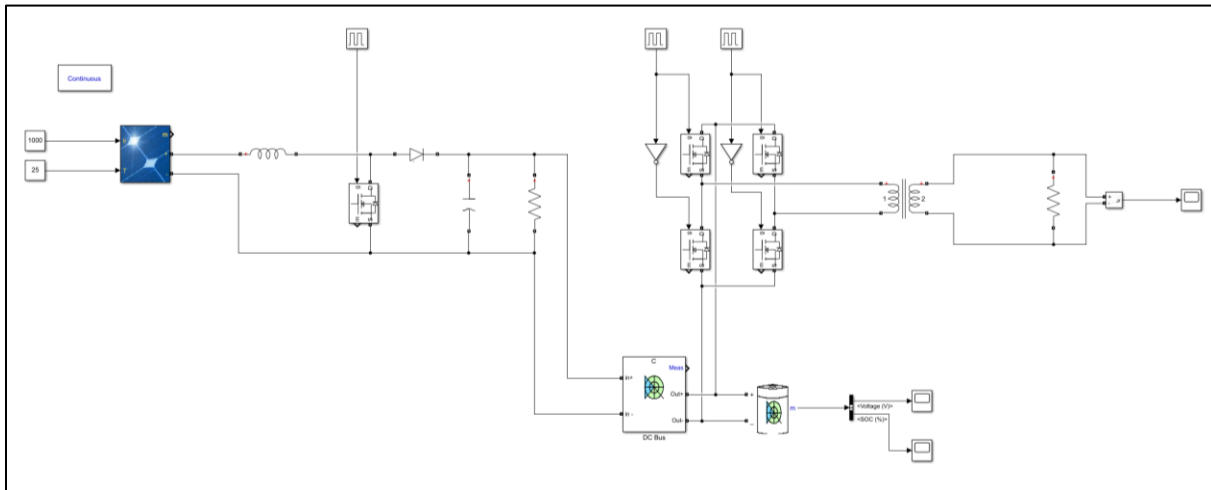 Continuous
1000
25
1
2
C
Meas
In+
In -
Out+
Out-
DC Bus
+
_
m
<Voltage (V)>
<SOC (%)>
+
-
v